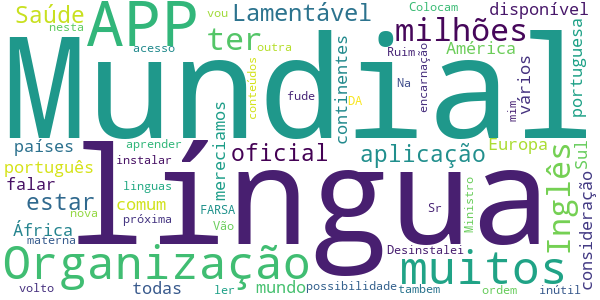 Saúde APP Lamentável disponível
Colocam
nesta vou ter milhões
acesso outra Ruim América
Mundial
conteúdos fude DA continentes Na encarnação mim vários portuguesa
países aprender mereciamos oficial aplicação Europa Sul
português instalar
falar linguas comum
língua
estar nova próxima FARSA Sr Ministro Inglês consideração
África Vão
materna Desinstalei
Organização muitos
volto todas ler mundo possibilidade tambem ordem inútil